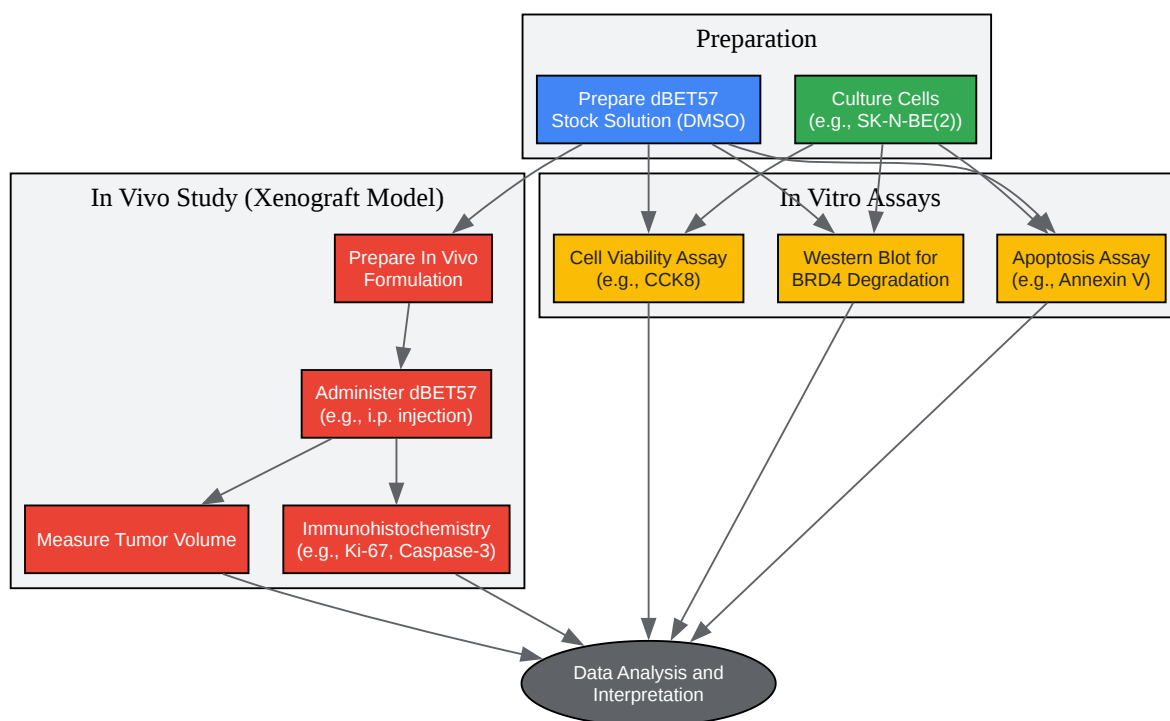 Preparation
Prepare dBET57
Stock Solution (DMSO)
Culture Cells
(e.g., SK-N-BE(2))
In Vivo Study (Xenograft Model)
Prepare In Vivo
Formulation
Administer dBET57
(e.g., i.p. injection)
Measure Tumor Volume
Immunohistochemistry
(e.g., Ki-67, Caspase-3)
In Vitro Assays
Cell Viability Assay
(e.g., CCK8)
Western Blot for
BRD4 Degradation
Apoptosis Assay
(e.g., Annexin V)
Data Analysis and
Interpretation